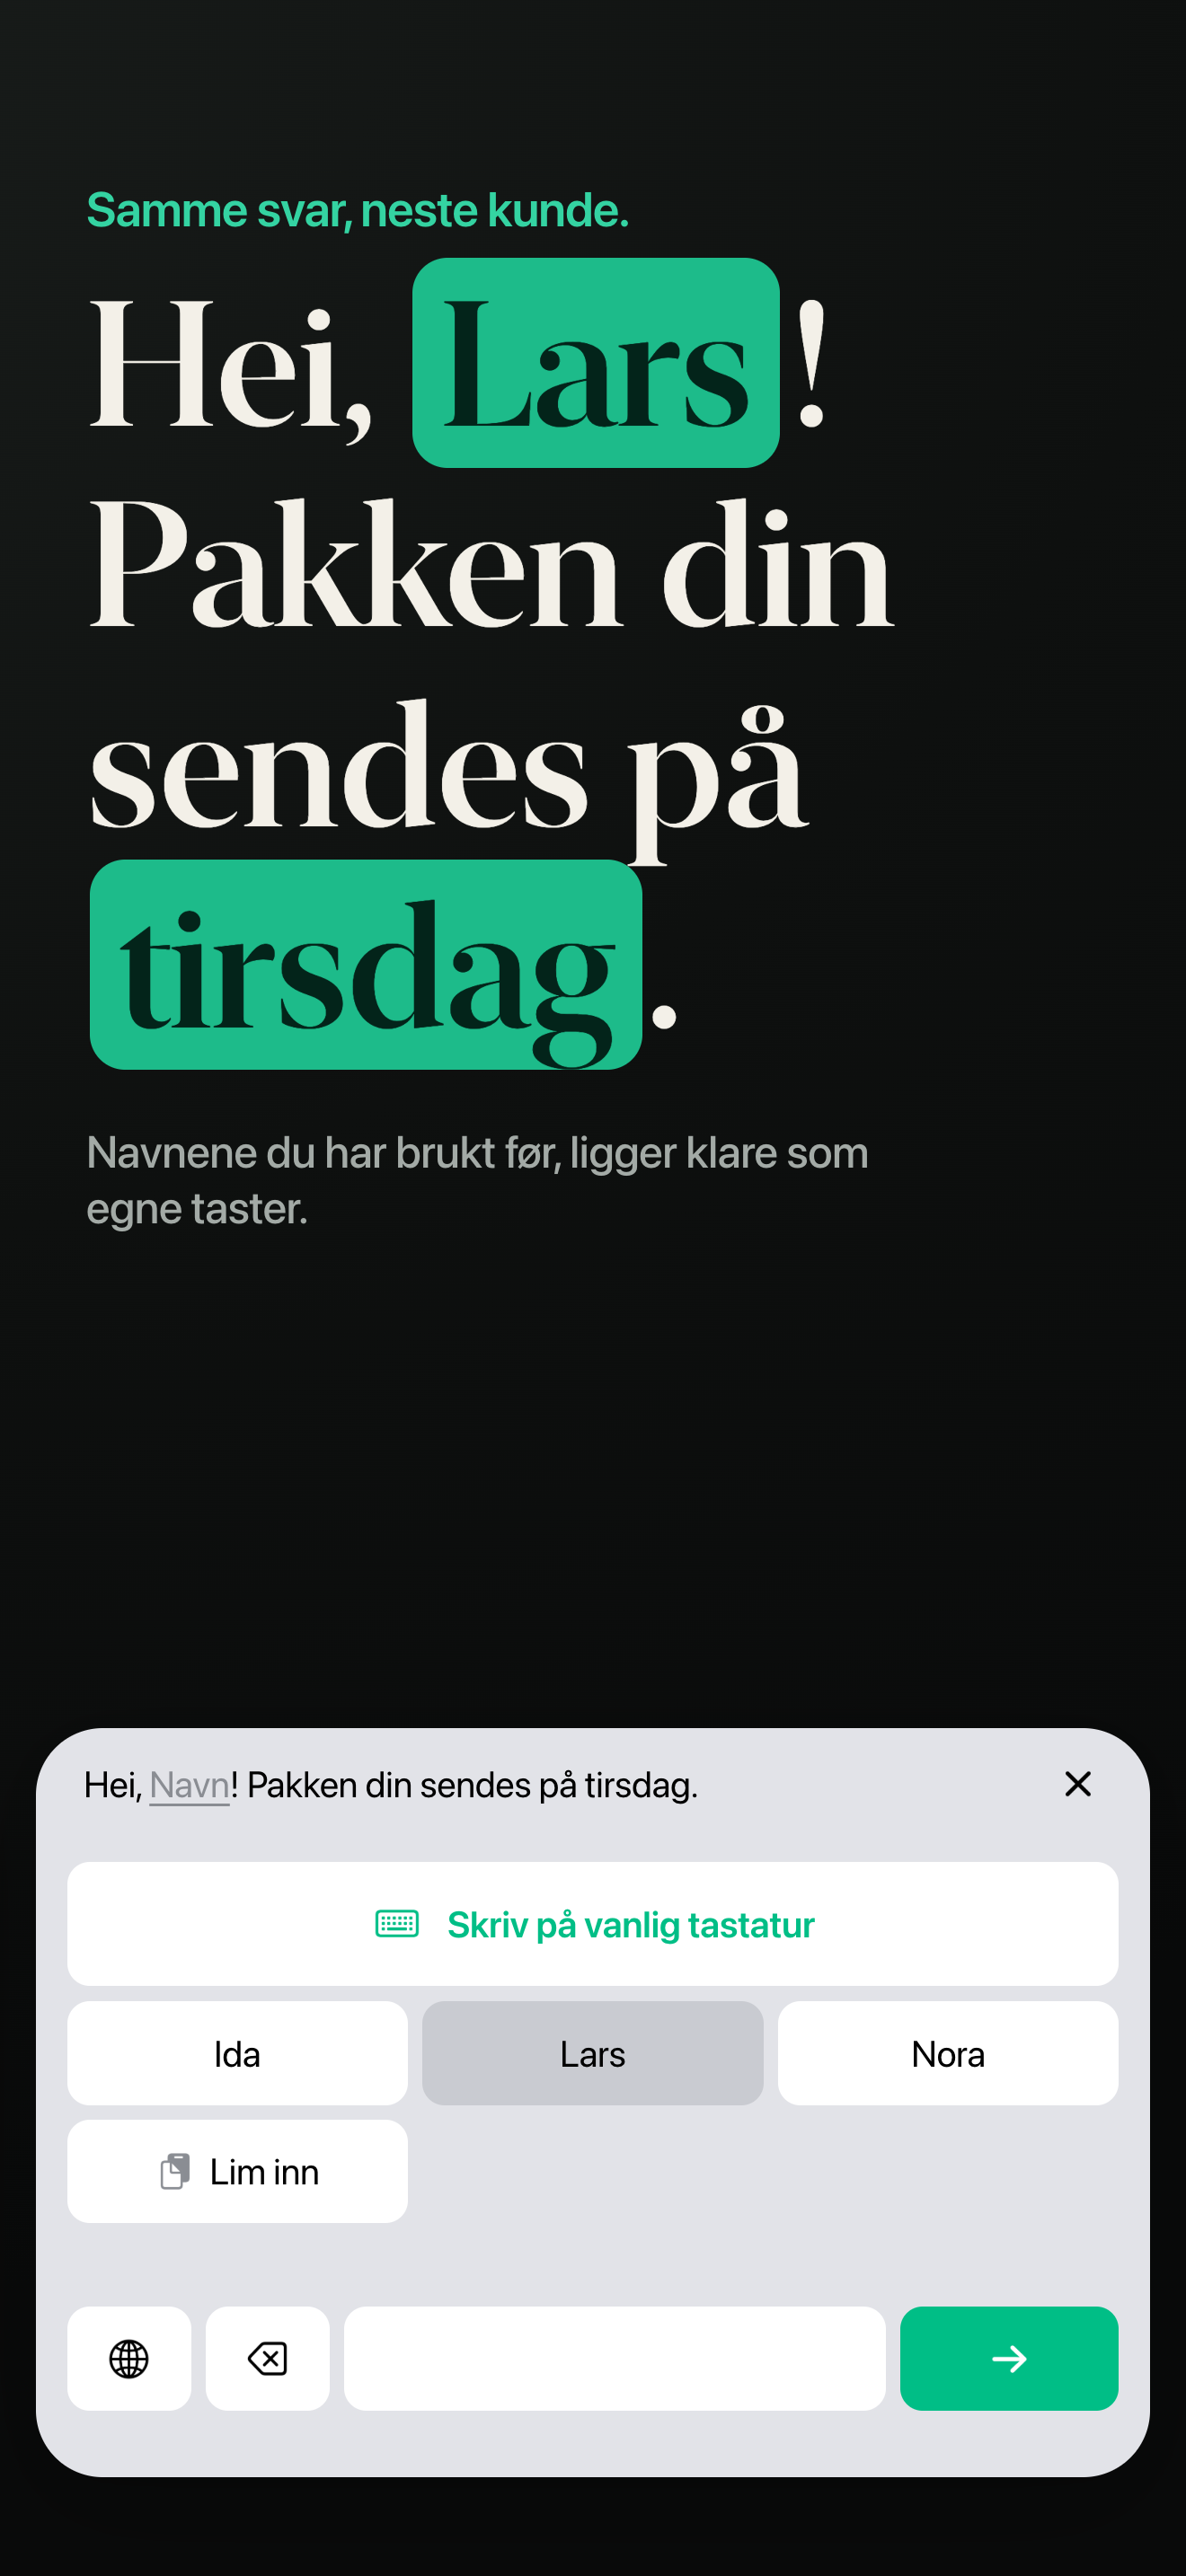 Samme svar, neste kunde.
Hei, Lars!
Pakken din
sendes på
tirsdag.
Navnene du har brukt før, ligger klare som
egne taster.
Hei, Navn! Pakken din sendes på tirsdag.
Skriv på vanlig tastatur
Ida
Lars
Nora
Lim inn